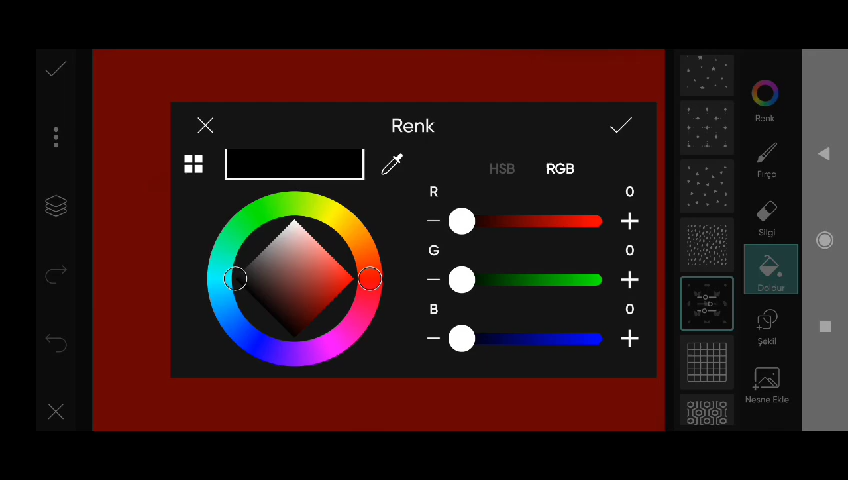 Renk
HSB
RGB
R
0
G
0
B
0
Renk
Fırça
Silgi
Doldur
Şekil
Nesne Ekle